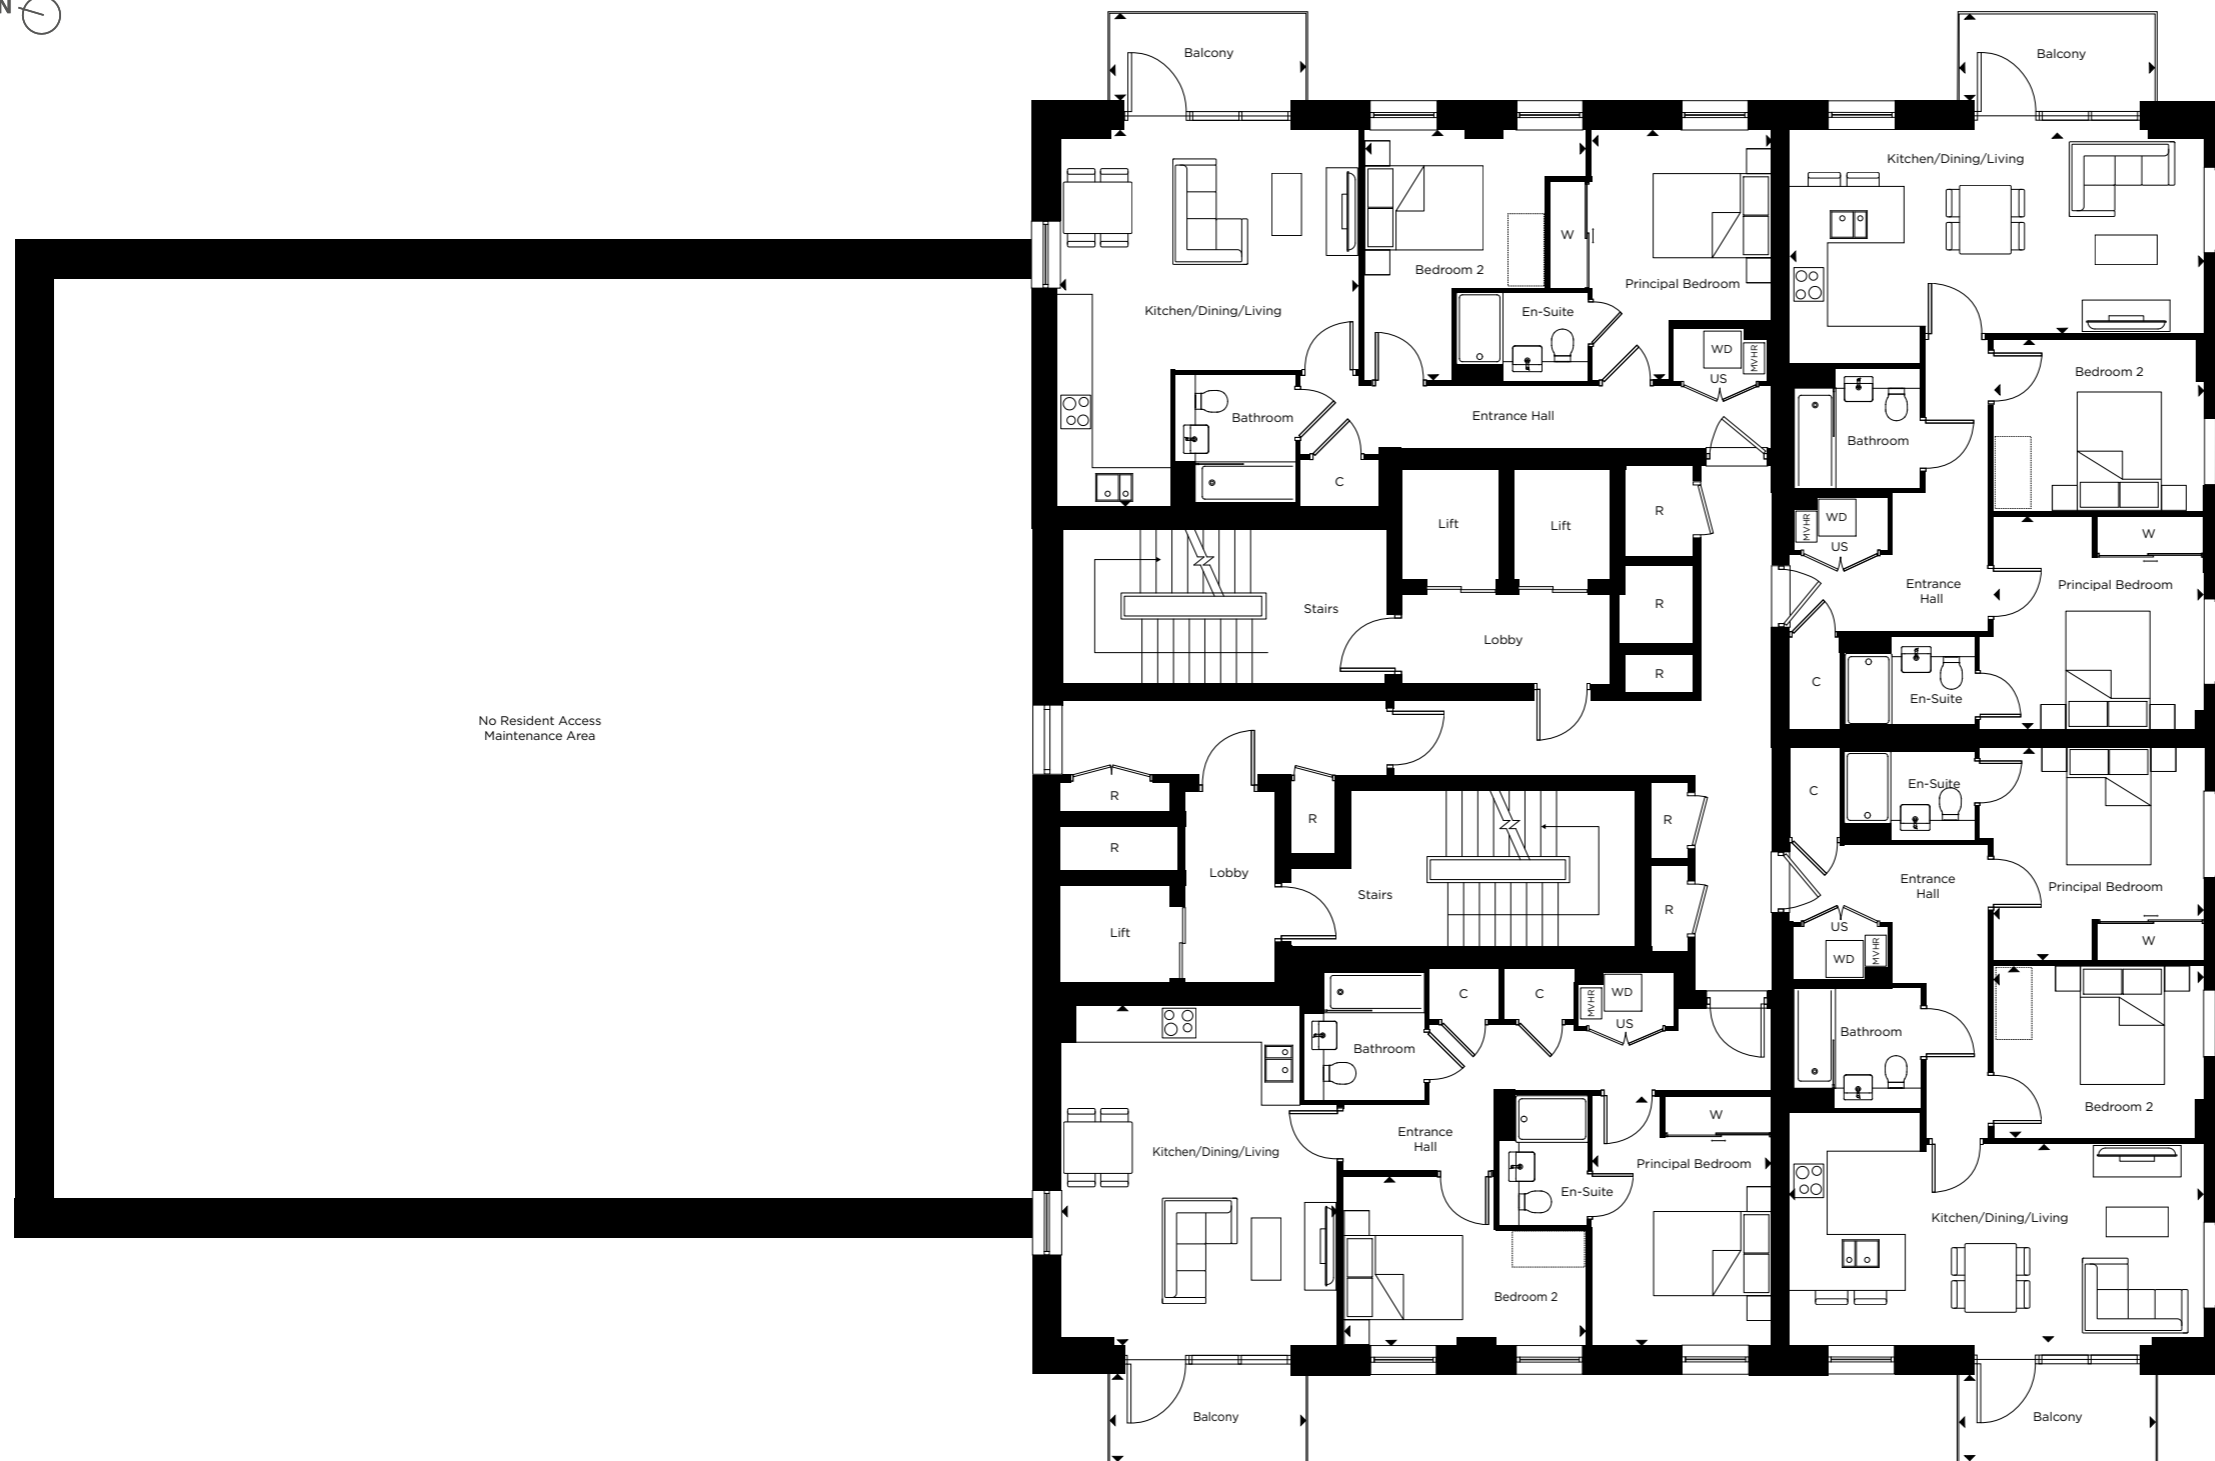 N
Balcony
Balcony
Kitchen/Dining/Living
W
Bedroom 2
Principal Bedroom
En-Suite
WD
MVHR
US
Kitchen/Dining/Living
Bathroom
Entrance Hall
C
Kitchen/Dining/Living
Bedroom 2
Bathroom
MVHR
WD
US
W
Entrance
Hall
Principal Bedroom
C
En-Suite
Lift
Lift
R
R
R
Stairs
Lobby
No Resident Access
Maintenance Area
R
R
R
Lobby
Lift
Stairs
R
R
C
En-Suite
Entrance
Hall
Principal Bedroom
US
WD
MVHR
W
Bathroom
Bedroom 2
Kitchen/Dining/Living
C
C
MVHR
WD
US
Bathroom
Entrance
Hall
W
Principal Bedroom
En-Suite
Kitchen/Dining/Living
Bedroom 2
Balcony
Balcony